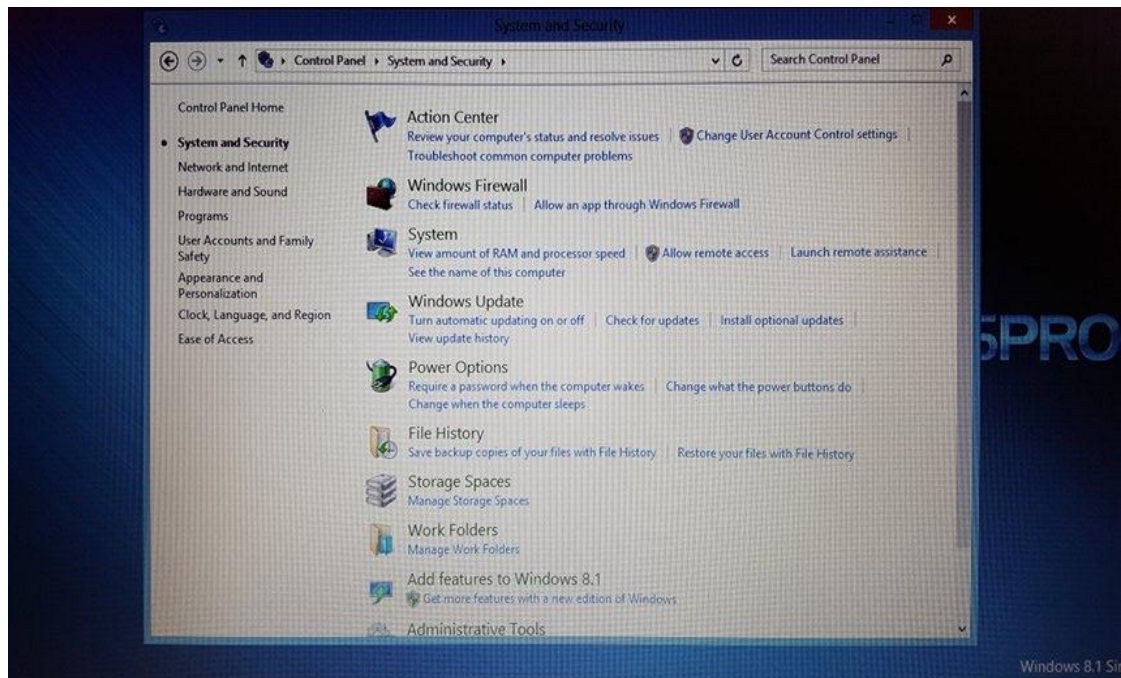 System and Security
Control Panel System and Security
Search Control Panel
Control Panel Home
System and Security
Network and Internet
Hardware and Sound
Programs
User Accounts and Family
Safety
Appearance and
Personalization
Clock, Language, and Region
Ease of Access
Action Center
Review your computer's status and resolve issues Change User Account Control settings
Troubleshoot common computer problems
Windows Firewall
Check firewall status Allow an app through Windows Firewall
System
View amount of RAM and processor speed Allow remote access Launch remote assistance
See the name of this computer
Windows Update
Turn automatic updating on or off Check for updates Install optional updates
View update history
Power Options
Require a password when the computer wakes Change what the power buttons do
Change when the computer sleeps
File History
Save backup copies of your files with File History Restore your files with File History
Storage Spaces
Manage Storage Spaces
Work Folders
Manage Work Folders
Add features to Windows 8.1
Get more features with a new edition of Windows
Administrative Tools
5PRO
Windows 8.1 Sin